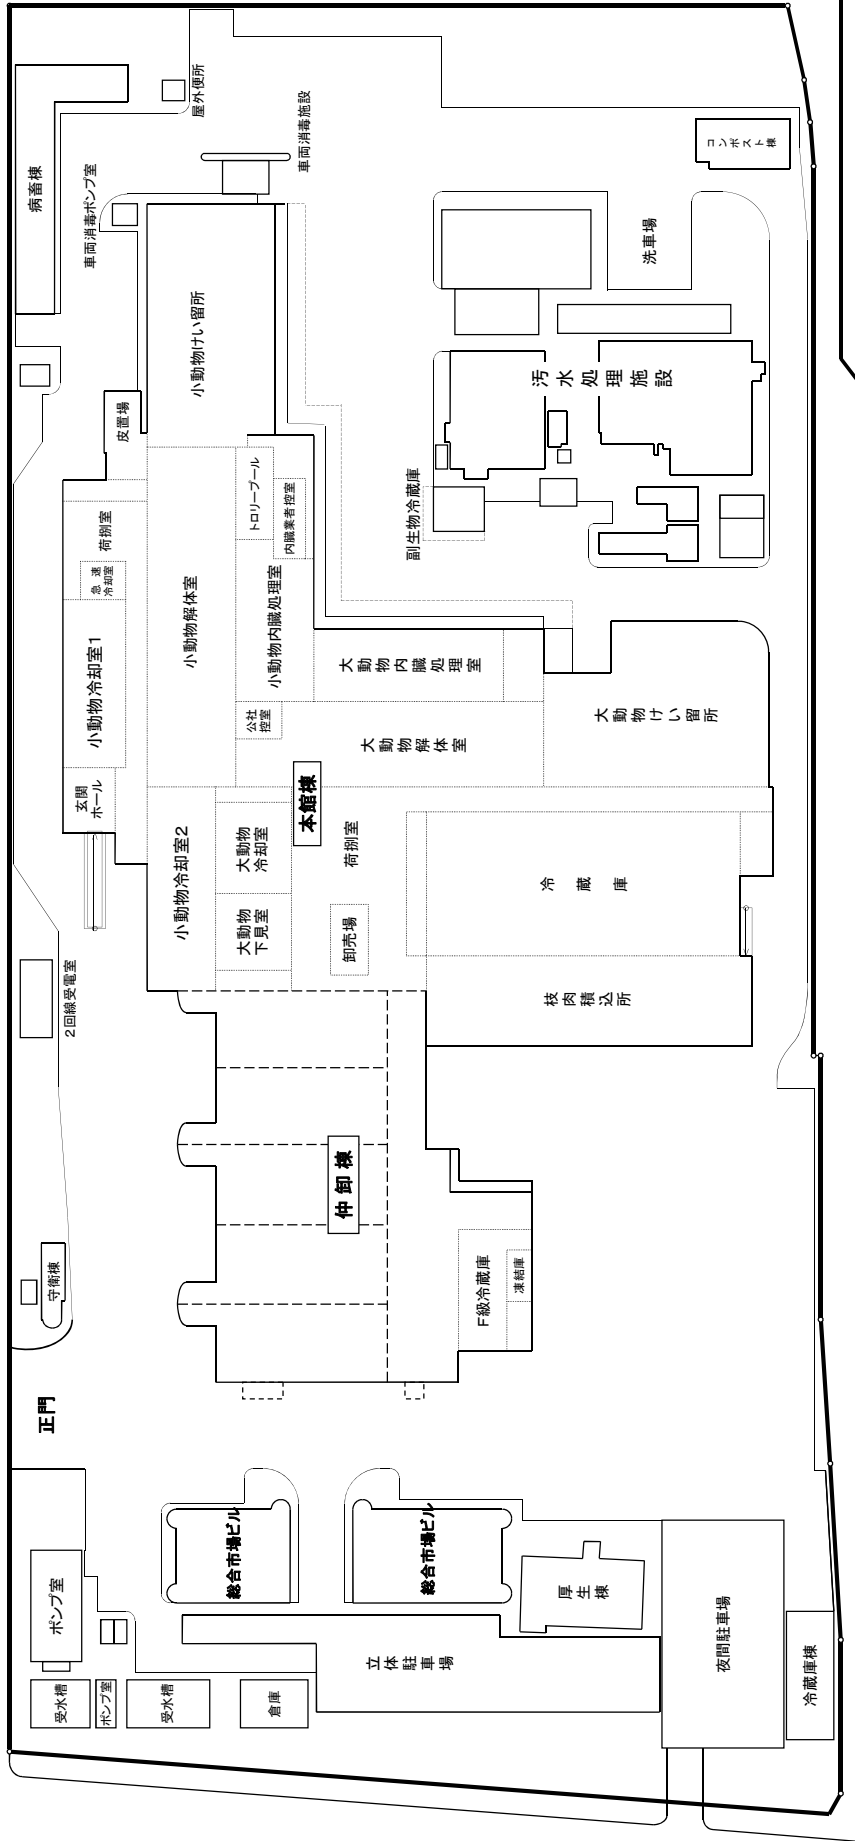 病畜棟
屋外便所
車両消毒施設
車両消毒ポンプ室
コンポスト棟
洗車場
小動物けい留所
皮置場
汚水処理施設
副生物冷蔵庫
荷捌室
急速
冷却室
トロリープール
内臓業者控室
小動物解体室
小動物内臓処理室
小動物冷却室1
大動物内臓処理室
公社
控室
大動物解体室
大動物けい留所
玄関
ホール
本館棟
小動物冷却室2
大動物
冷却室
荷捌室
大動物
下見室
卸売場
冷蔵庫
枝肉積込所
2回線受電室
仲卸棟
守衛棟
F級冷蔵庫
凍結庫
正門
総合市場ビル
総合市場ビル
厚生棟
ポンプ室
立体駐車場
夜間駐車場
冷蔵庫棟
受水槽
ポンプ室
受水槽
倉庫